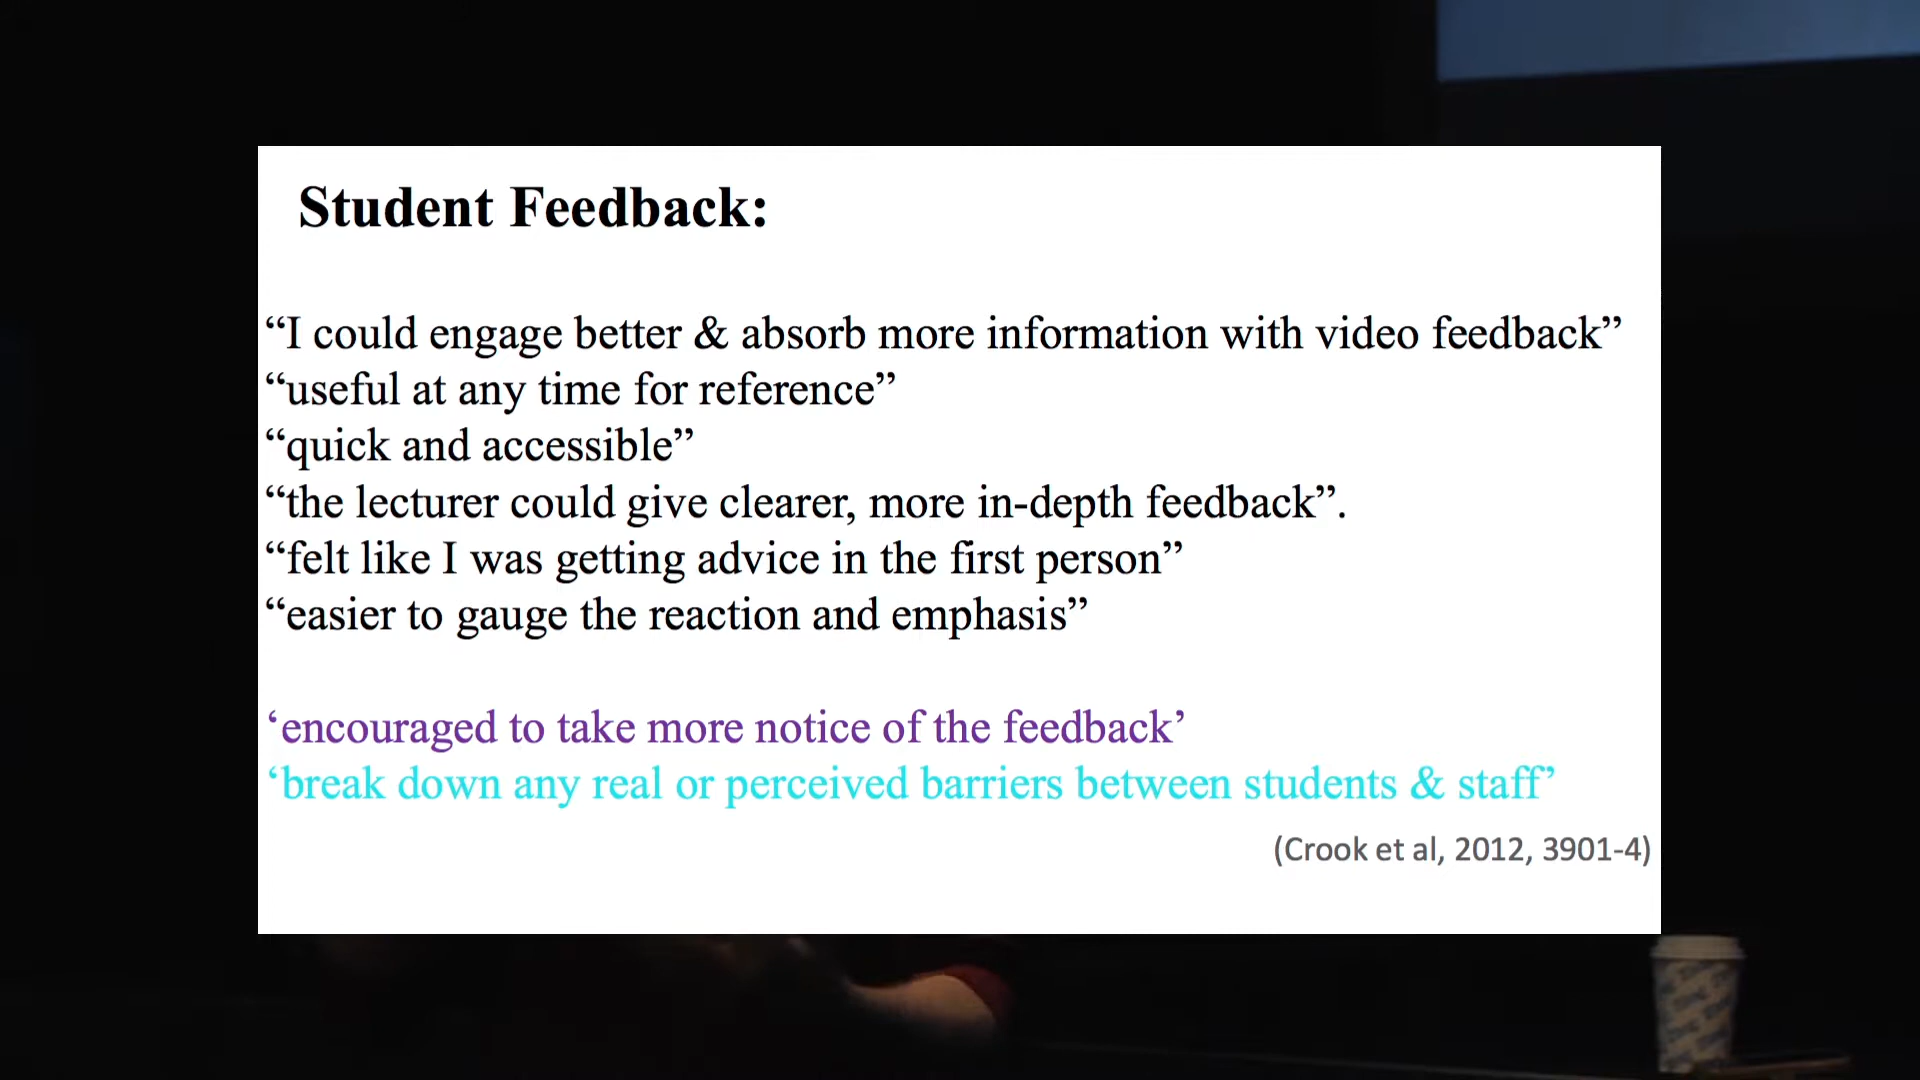 Student Feedback:
“I could engage better & absorb more information with video feedback”
“useful at any time for reference”
“quick and accessible”
“the lecturer could give clearer, more in-depth feedback”.
“felt like I was getting advice in the first person”
“easier to gauge the reaction and emphasis”
‘encouraged to take more notice of the feedback’
‘break down any real or perceived barriers between students & staff’
(Crook et al, 2012, 3901-4)